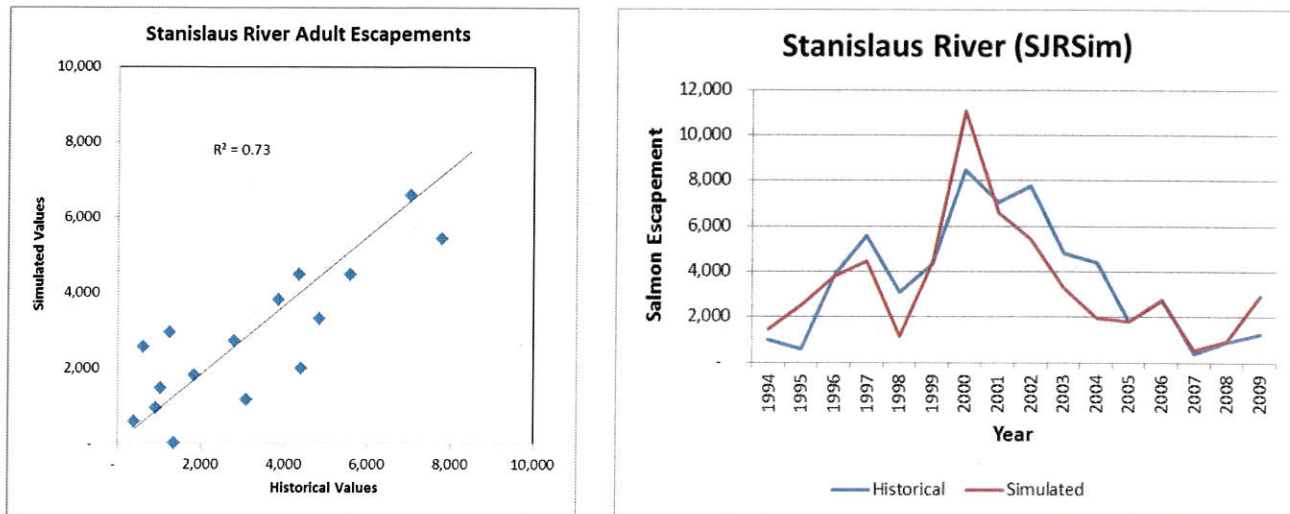 Stanislaus River Adult Escapements
10,000
8,000
6,000
4,000
2,000
-
R² = 0.73
Simulated Values
- 2,000 4,000 6,000 8,000 10,000
Historical Values
Stanislaus River (SJRSim)
12,000
10,000
8,000
6,000
4,000
2,000
-
Salmon Escapement
1994 1995 1996 1997 1998 1999 2000 2001 2002 2003 2004 2005 2006 2007 2008 2009
Year
Historical Simulated